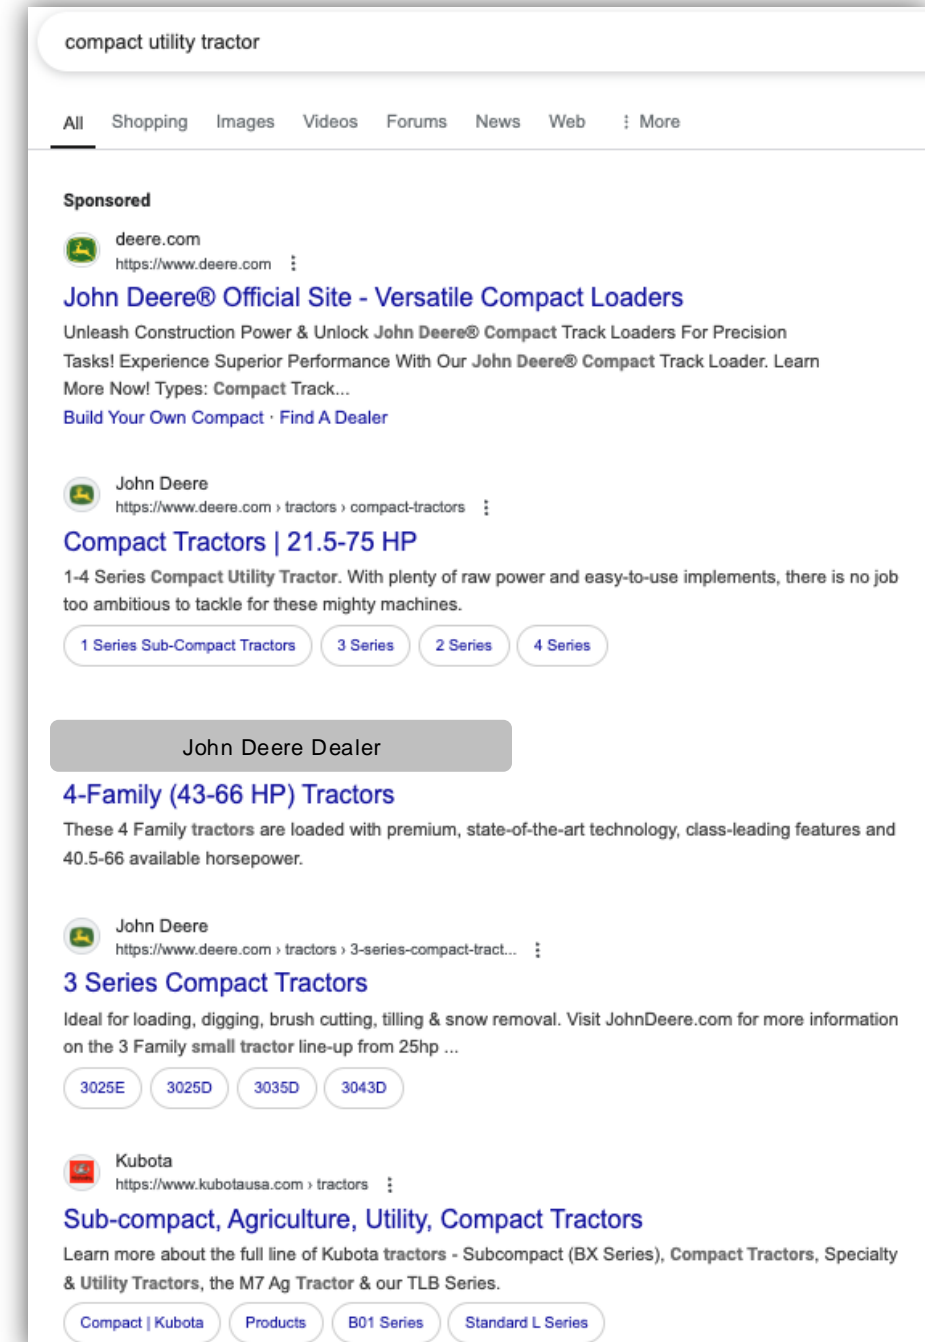 compact utility tractor
All Shopping Images Videos Forums News Web More
Sponsored
deere.com
https://www.deere.com
John Deere® Official Site - Versatile Compact Loaders
Unleash Construction Power & Unlock John Deere® Compact Track Loaders For Precision
Tasks! Experience Superior Performance With Our John Deere® Compact Track Loader. Learn
More Now! Types: Compact Track...
Build Your Own Compact · Find A Dealer
John Deere
https://www.deere.com › tractors › compact-tractors
Compact Tractors | 21.5-75 HP
1-4 Series Compact Utility Tractor. With plenty of raw power and easy-to-use implements, there is no job
too ambitious to tackle for these mighty machines.
1 Series Sub-Compact Tractors 3 Series 2 Series 4 Series
John Deere Dealer
4-Family (43-66 HP) Tractors
These 4 Family tractors are loaded with premium, state-of-the-art technology, class-leading features and
40.5-66 available horsepower.
John Deere
https://www.deere.com › tractors › 3-series-compact-tract...
3 Series Compact Tractors
Ideal for loading, digging, brush cutting, tilling & snow removal. Visit JohnDeere.com for more information
on the 3 Family small tractor line-up from 25hp ...
3025E 3025D 3035D 3043D
Kubota
https://www.kubotausa.com › tractors
Sub-compact, Agriculture, Utility, Compact Tractors
Learn more about the full line of Kubota tractors - Subcompact (BX Series), Compact Tractors, Specialty
& Utility Tractors, the M7 Ag Tractor & our TLB Series.
Compact | Kubota Products B01 Series Standard L Series